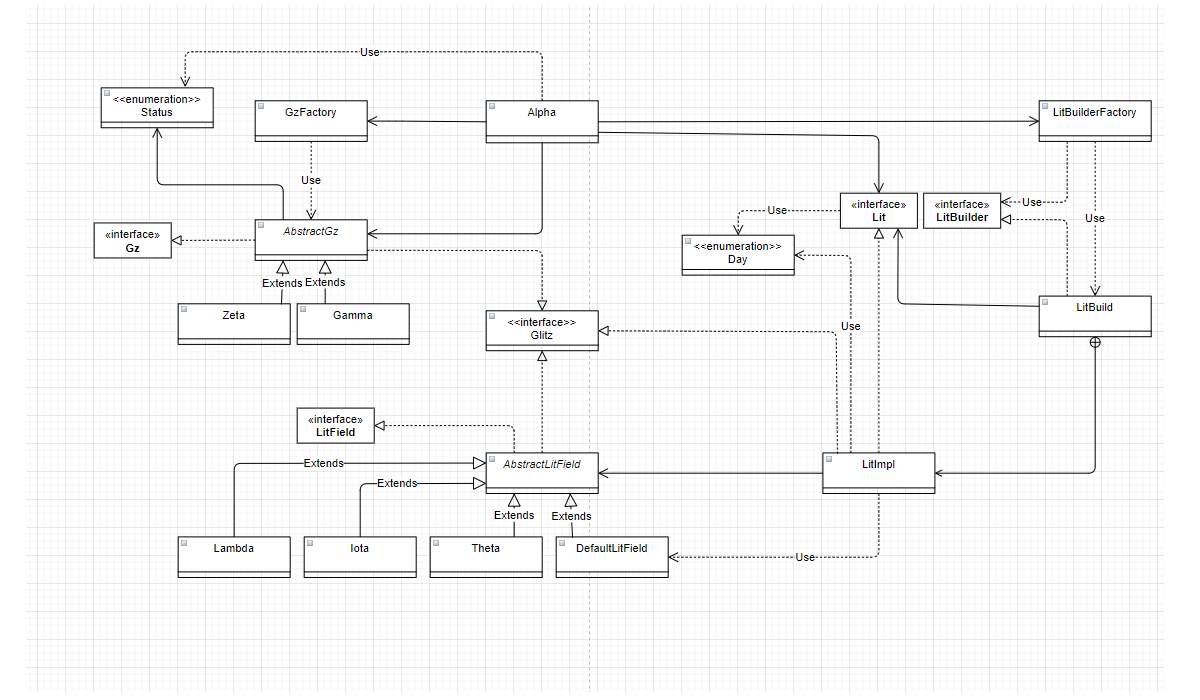 Use
<<enumeration>>
Status
GzFactory
Alpha
LitBuilderFactory
Use
«interface»
Gz
AbstractGz
Use
«interface»
Lit
«interface»
LitBuilder
Use
Use
<<enumeration>>
Day
Extends
Extends
Zeta
Gamma
<<interface>>
Glitz
Use
LitBuild
«interface»
LitField
Extends
AbstractLitField
LitImpl
Extends
Extends
Extends
Lambda
Iota
Theta
DefaultLitField
Use